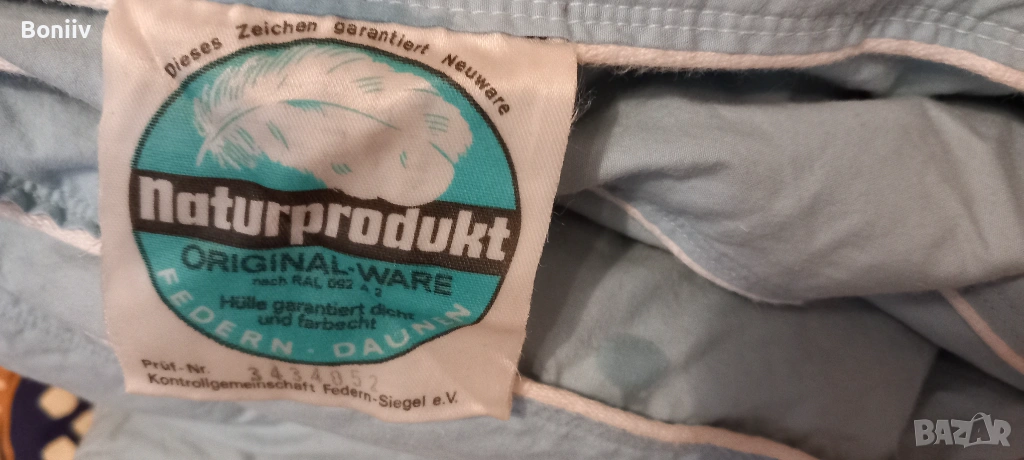 Boniiv
Dieses Zeichen garantiert Neuware
Naturprodukt
ORIGINAL-WARE
nach RAL 092 A 2
Hülle garantiert dicht
und farbecht
FEDERN · DAUNIN
Prüf-Nr. 3434052
Kontrollgemeinschaft Federn-Siegel e.V.
BAZAR